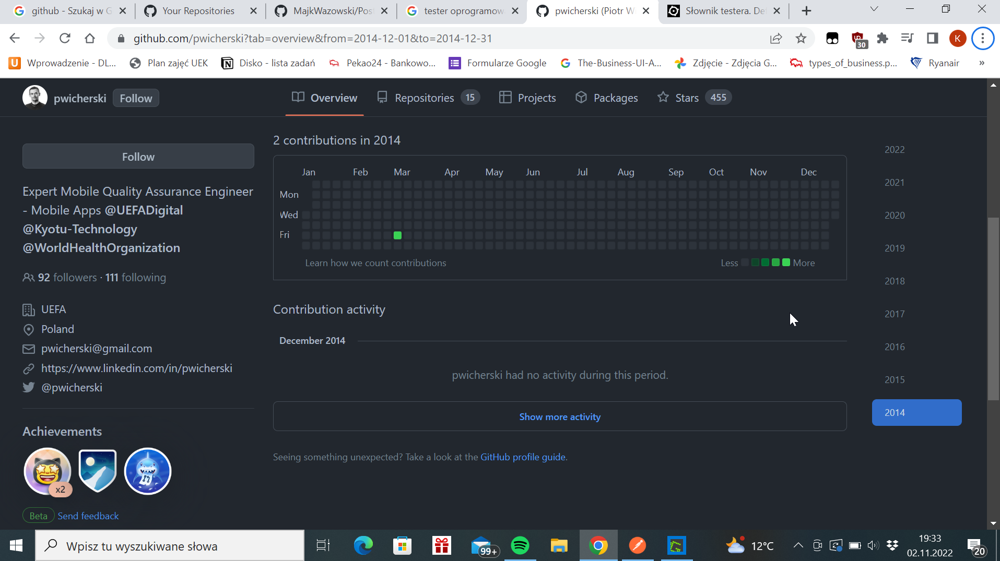 github - Szukaj w G
Your Repositories
MajkWazowski/Post
tester oprogramow
pwicherski (Piotr W
Słownik testera. De
github.com/pwicherski?tab=overview&from=2014-12-01&to=2014-12-31
30
K
Wprowadzenie - DL...
Plan zajęć UEK
Disko - lista zadań
Pekao24 - Bankowo...
Formularze Google
The-Business-UI-A...
Zdjęcie - Zdjęcia G...
types_of_business.p...
Ryanair
»
pwicherski
Follow
Overview
Repositories 15
Projects
Packages
Stars 455
Follow
Expert Mobile Quality Assurance Engineer
- Mobile Apps @UEFADigital
@Kyotu-Technology
@WorldHealthOrganization
92 followers · 111 following
UEFA
Poland
pwicherski@gmail.com
https://www.linkedin.com/in/pwicherski
@pwicherski
Achievements
x2
Beta Send feedback
2 contributions in 2014
Jan Feb Mar Apr May Jun Jul Aug Sep Oct Nov Dec
Mon
Wed
Fri
Learn how we count contributions
Less More
Contribution activity
December 2014
pwicherski had no activity during this period.
Show more activity
Seeing something unexpected? Take a look at the GitHub profile guide.
2022
2021
2020
2019
2018
2017
2016
2015
2014
Wpisz tu wyszukiwane słowa
99+
12°C
19:33
02.11.2022
20